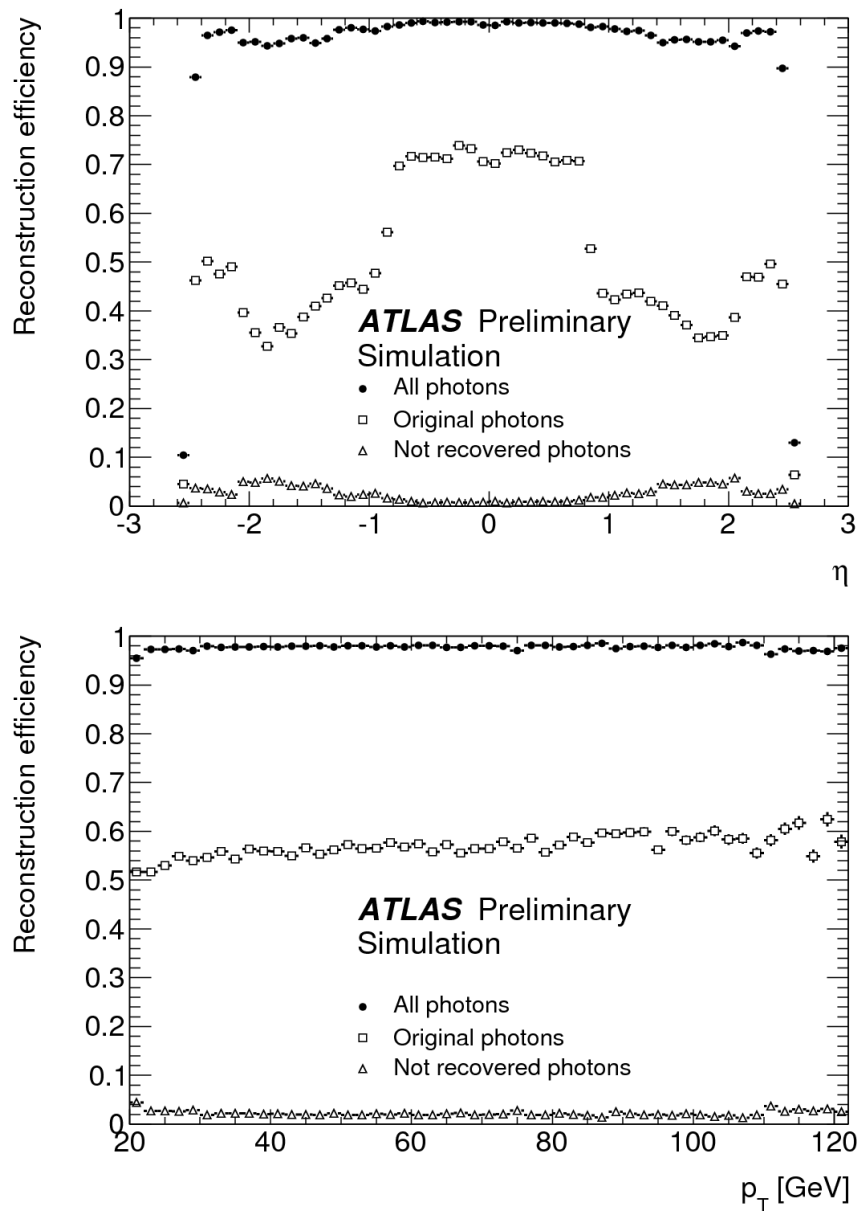 Reconstruction efficiency
1
0.9
0.8
0.7
0.6
0.5
0.4
0.3
0.2
0.1
0
ATLAS Preliminary
Simulation
All photons
Original photons
Not recovered photons
-3 -2 -1 0 1 2 3
η
Reconstruction efficiency
1
0.9
0.8
0.7
0.6
0.5
0.4
0.3
0.2
0.1
0
ATLAS Preliminary
Simulation
All photons
Original photons
Not recovered photons
20 40 60 80 100 120
p_T [GeV]